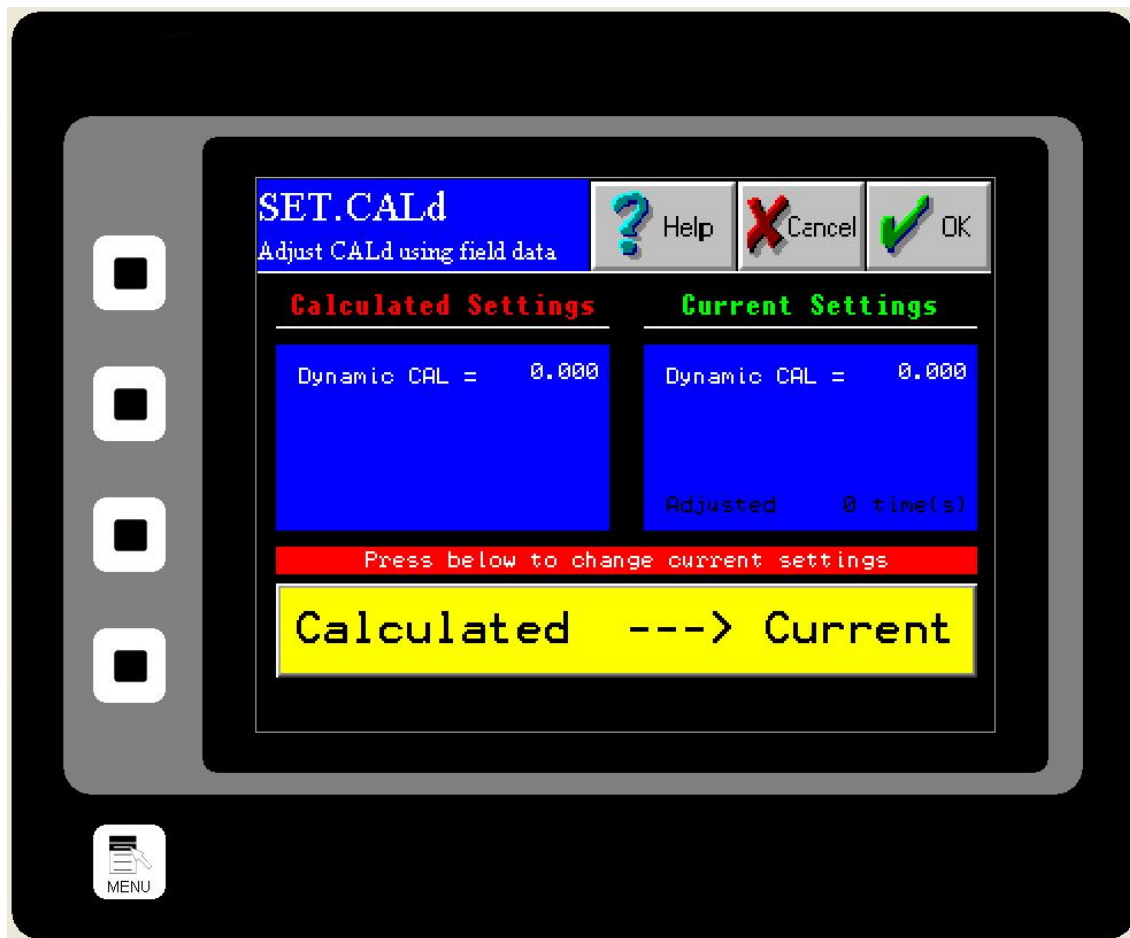 SET.CALd
Adjust CALd using field data
Help
Cancel
OK
Calculated Settings
Current Settings
Dynamic CAL = 0.000
Dynamic CAL = 0.000
Adjusted 0 time(s)
Press below to change current settings
Calculated ---> Current
MENU